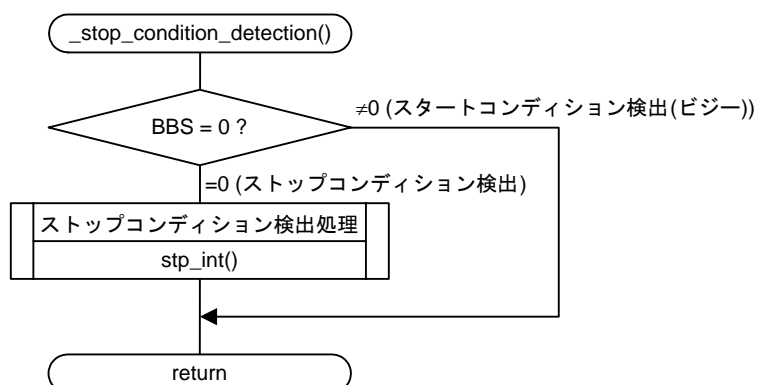 _stop_condition_detection()
BBS = 0 ?
≠0 (スタートコンディション検出(ビジー))
=0 (ストップコンディション検出)
ストップコンディション検出処理
stp_int()
return